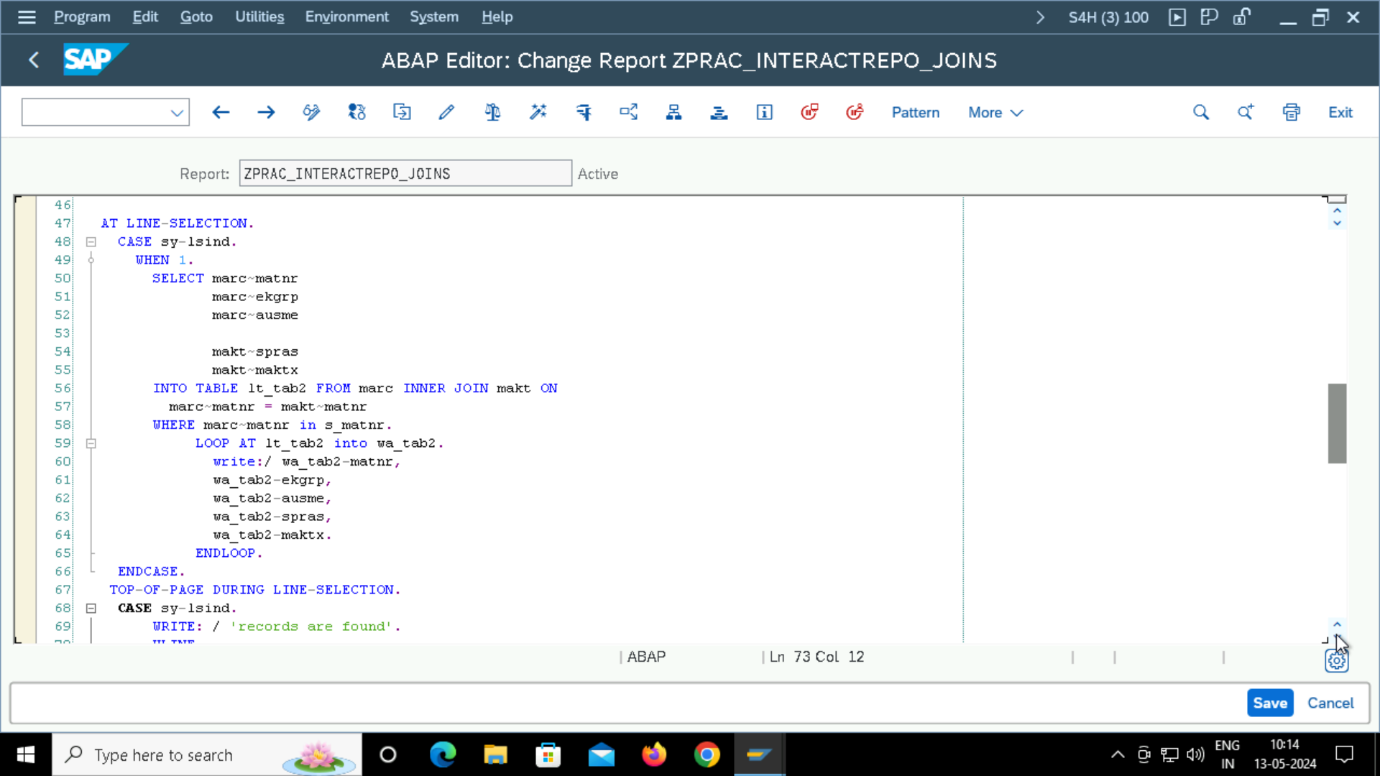 Program Edit Goto Utilities Environment System Help S4H (3) 100
SAP ABAP Editor: Change Report ZPRAC_INTERACTREPO_JOINS
Pattern More Exit
Report: ZPRAC_INTERACTREPO_JOINS Active
46
47 AT LINE-SELECTION.
48 CASE sy-lsind.
49 WHEN 1.
50 SELECT marc~matnr
51 marc~ekgrp
52 marc~ausme
53
54 makt~spras
55 makt~maktx
56 INTO TABLE lt_tab2 FROM marc INNER JOIN makt ON
57 marc~matnr = makt~matnr
58 WHERE marc~matnr in s_matnr.
59 LOOP AT lt_tab2 into wa_tab2.
60 write:/ wa_tab2-matnr,
61 wa_tab2-ekgrp,
62 wa_tab2-ausme,
63 wa_tab2-spras,
64 wa_tab2-maktx.
65 ENDLOOP.
66 ENDCASE.
67 TOP-OF-PAGE DURING LINE-SELECTION.
68 CASE sy-lsind.
69 WRITE: / 'records are found'.
ABAP Ln 73 Col 12
Save Cancel
Type here to search
ENG
IN
10:14
13-05-2024